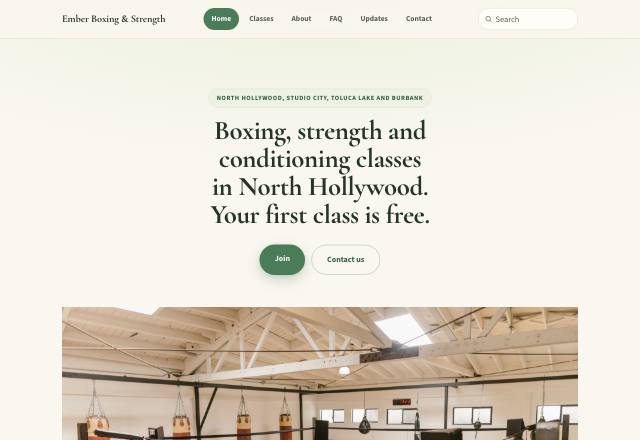 Ember Boxing & Strength
Home
Classes
About
FAQ
Updates
Contact
Search
NORTH HOLLYWOOD, STUDIO CITY, TOLUCA LAKE AND BURBANK
Boxing, strength and
conditioning classes
in North Hollywood.
Your first class is free.
Join
Contact us